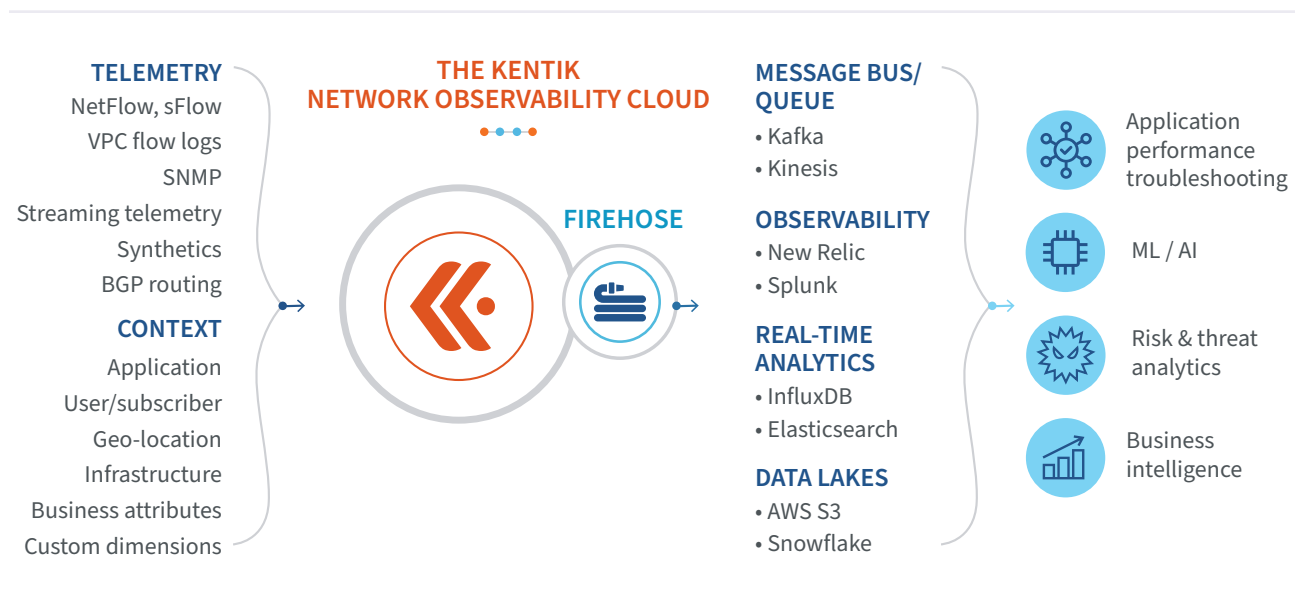 TELEMETRY
NetFlow, sFlow
VPC flow logs
SNMP
Streaming telemetry
Synthetics
BGP routing
CONTEXT
Application
User/subscriber
Geo-location
Infrastructure
Business attributes
Custom dimensions
THE KENTIK
NETWORK OBSERVABILITY CLOUD
FIREHOSE
MESSAGE BUS/
QUEUE
• Kafka
• Kinesis
OBSERVABILITY
• New Relic
• Splunk
REAL-TIME
ANALYTICS
• InfluxDB
• Elasticsearch
DATA LAKES
• AWS S3
• Snowflake
Application
performance
troubleshooting
ML / AI
Risk & threat
analytics
Business
intelligence